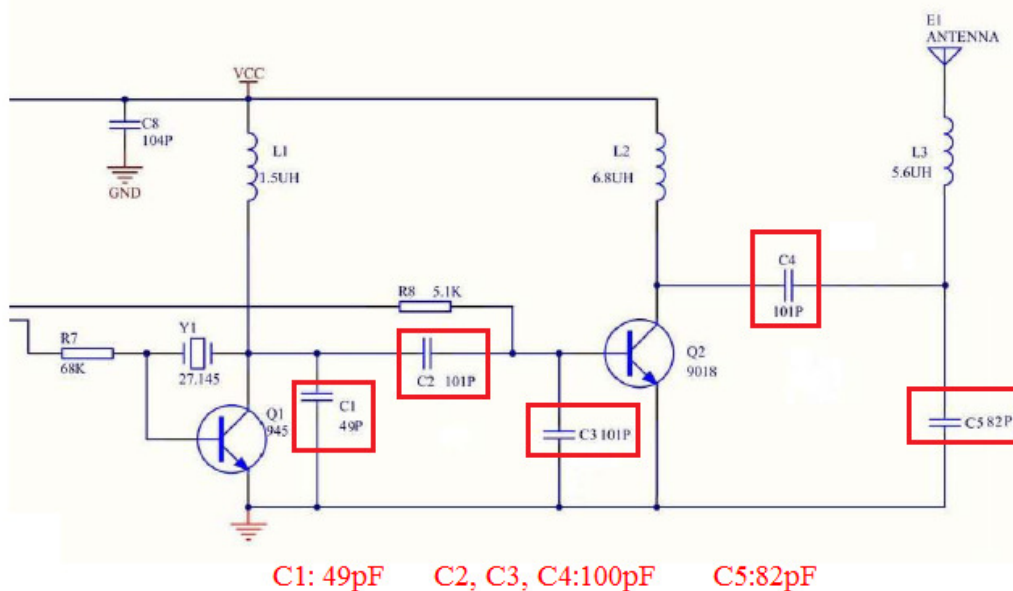 E1
ANTENNA
VCC
C8
104P
GND
L1
1.5UH
L2
6.8UH
L3
5.6UH
C4
101P
R8 5.1K
R7
68K
Y1
27.145
C2 101P
Q1
945
C1
49P
C3 101P
Q2
9018
C5 82P
C1: 49pF C2, C3, C4:100pF C5:82pF